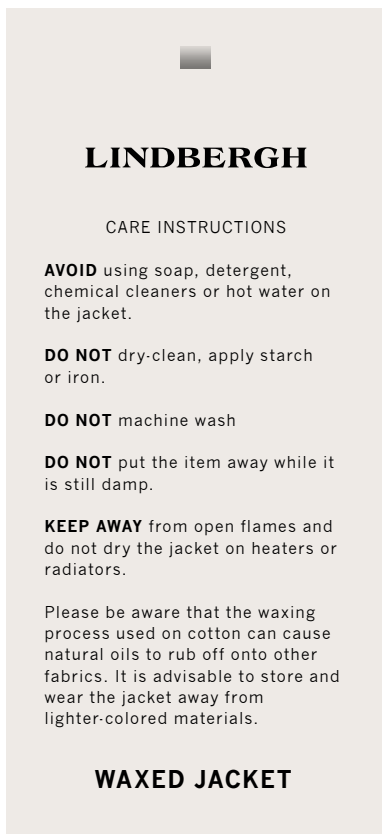 LINDBERGH
CARE INSTRUCTIONS
AVOID using soap, detergent,
chemical cleaners or hot water on
the jacket.
DO NOT dry-clean, apply starch
or iron.
DO NOT machine wash
DO NOT put the item away while it
is still damp.
KEEP AWAY from open flames and
do not dry the jacket on heaters or
radiators.
Please be aware that the waxing
process used on cotton can cause
natural oils to rub off onto other
fabrics. It is advisable to store and
wear the jacket away from
lighter-colored materials.
WAXED JACKET